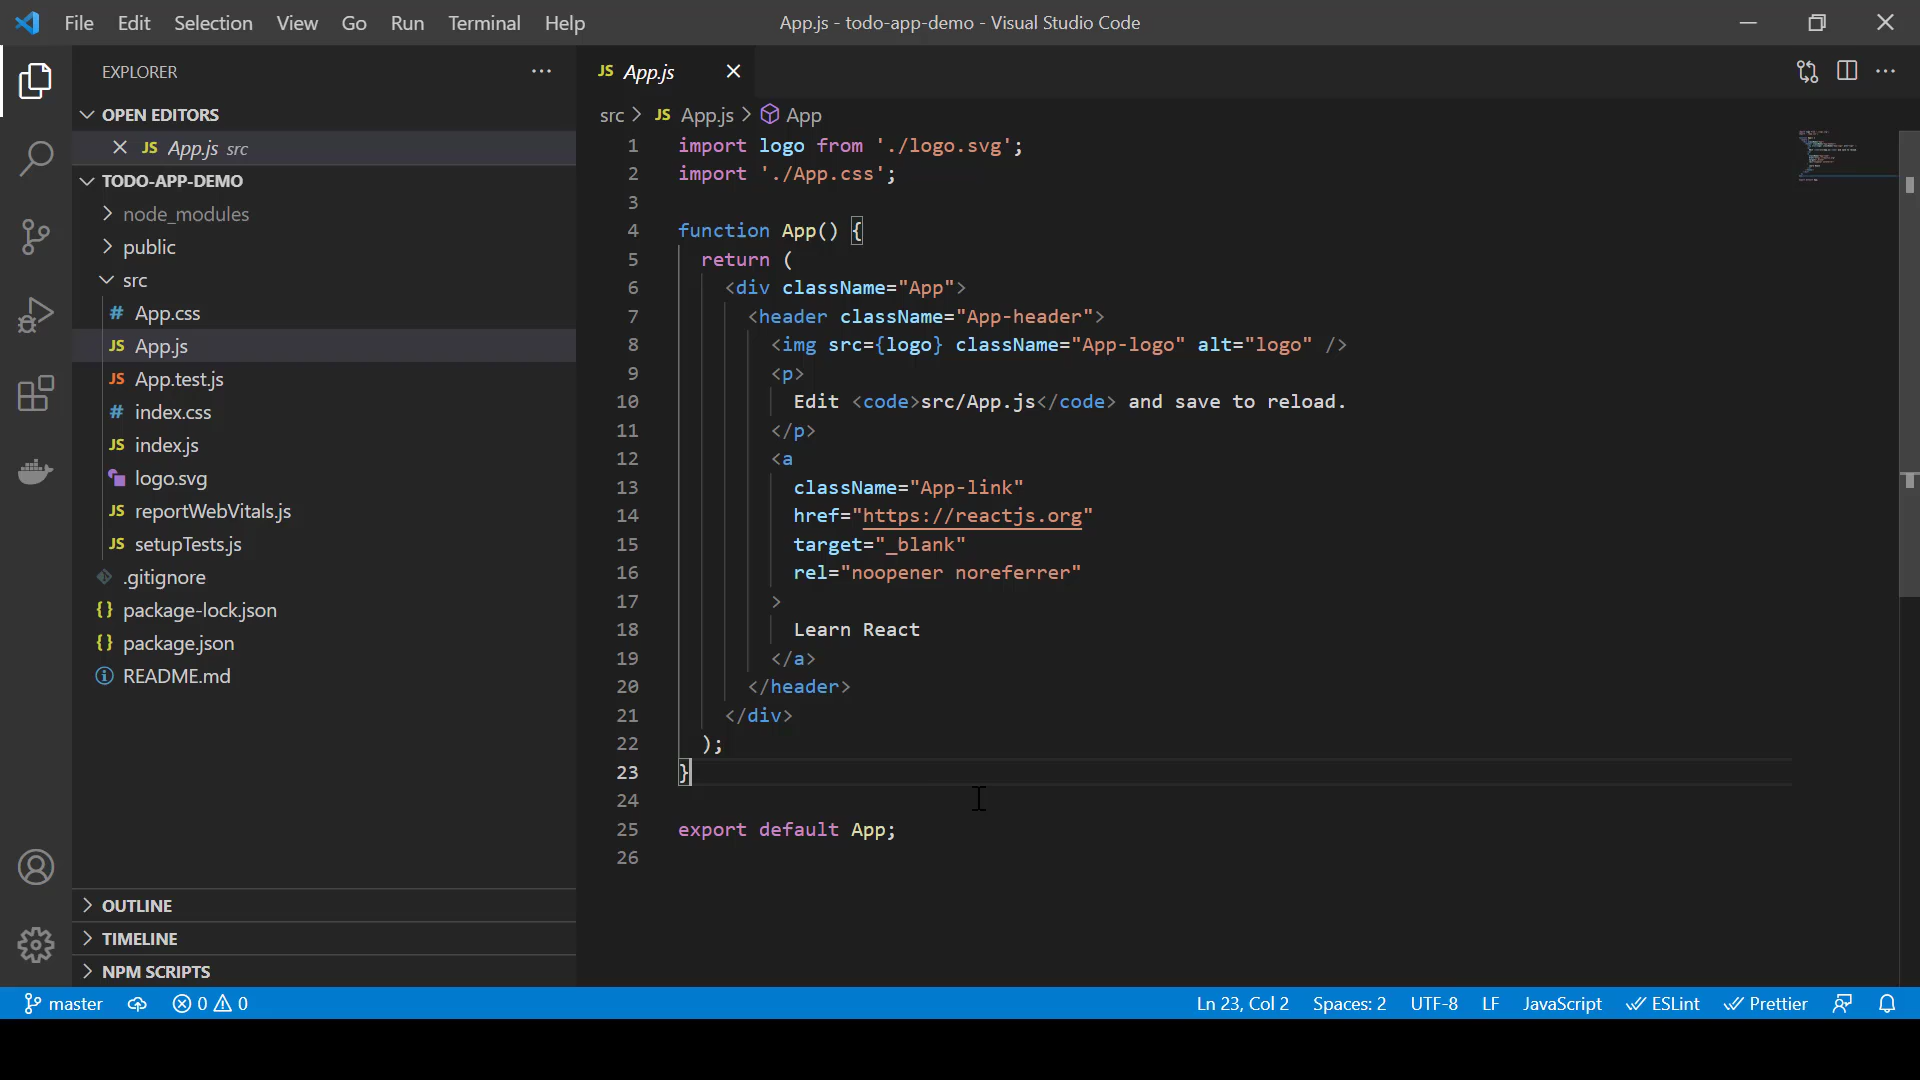 File Edit Selection View Go Run Terminal Help App.js - todo-app-demo - Visual Studio Code
EXPLORER
OPEN EDITORS
JS App.js src
TODO-APP-DEMO
node_modules
public
src
# App.css
JS App.js
JS App.test.js
# index.css
JS index.js
logo.svg
JS reportWebVitals.js
JS setupTests.js
.gitignore
{} package-lock.json
{} package.json
README.md
OUTLINE
TIMELINE
NPM SCRIPTS
JS App.js
src > JS App.js > App
1 import logo from './logo.svg';
2 import './App.css';
3
4 function App() {
5 return (
6 <div className="App">
7 <header className="App-header">
8 <img src={logo} className="App-logo" alt="logo" />
9 <p>
10 Edit <code>src/App.js</code> and save to reload.
11 </p>
12 <a
13 className="App-link"
14 href="https://reactjs.org"
15 target="_blank"
16 rel="noopener noreferrer"
17 >
18 Learn React
19 </a>
20 </header>
21 </div>
22 );
23 }
24
25 export default App;
26
master 0 0 Ln 23, Col 2 Spaces: 2 UTF-8 LF JavaScript ESLint Prettier